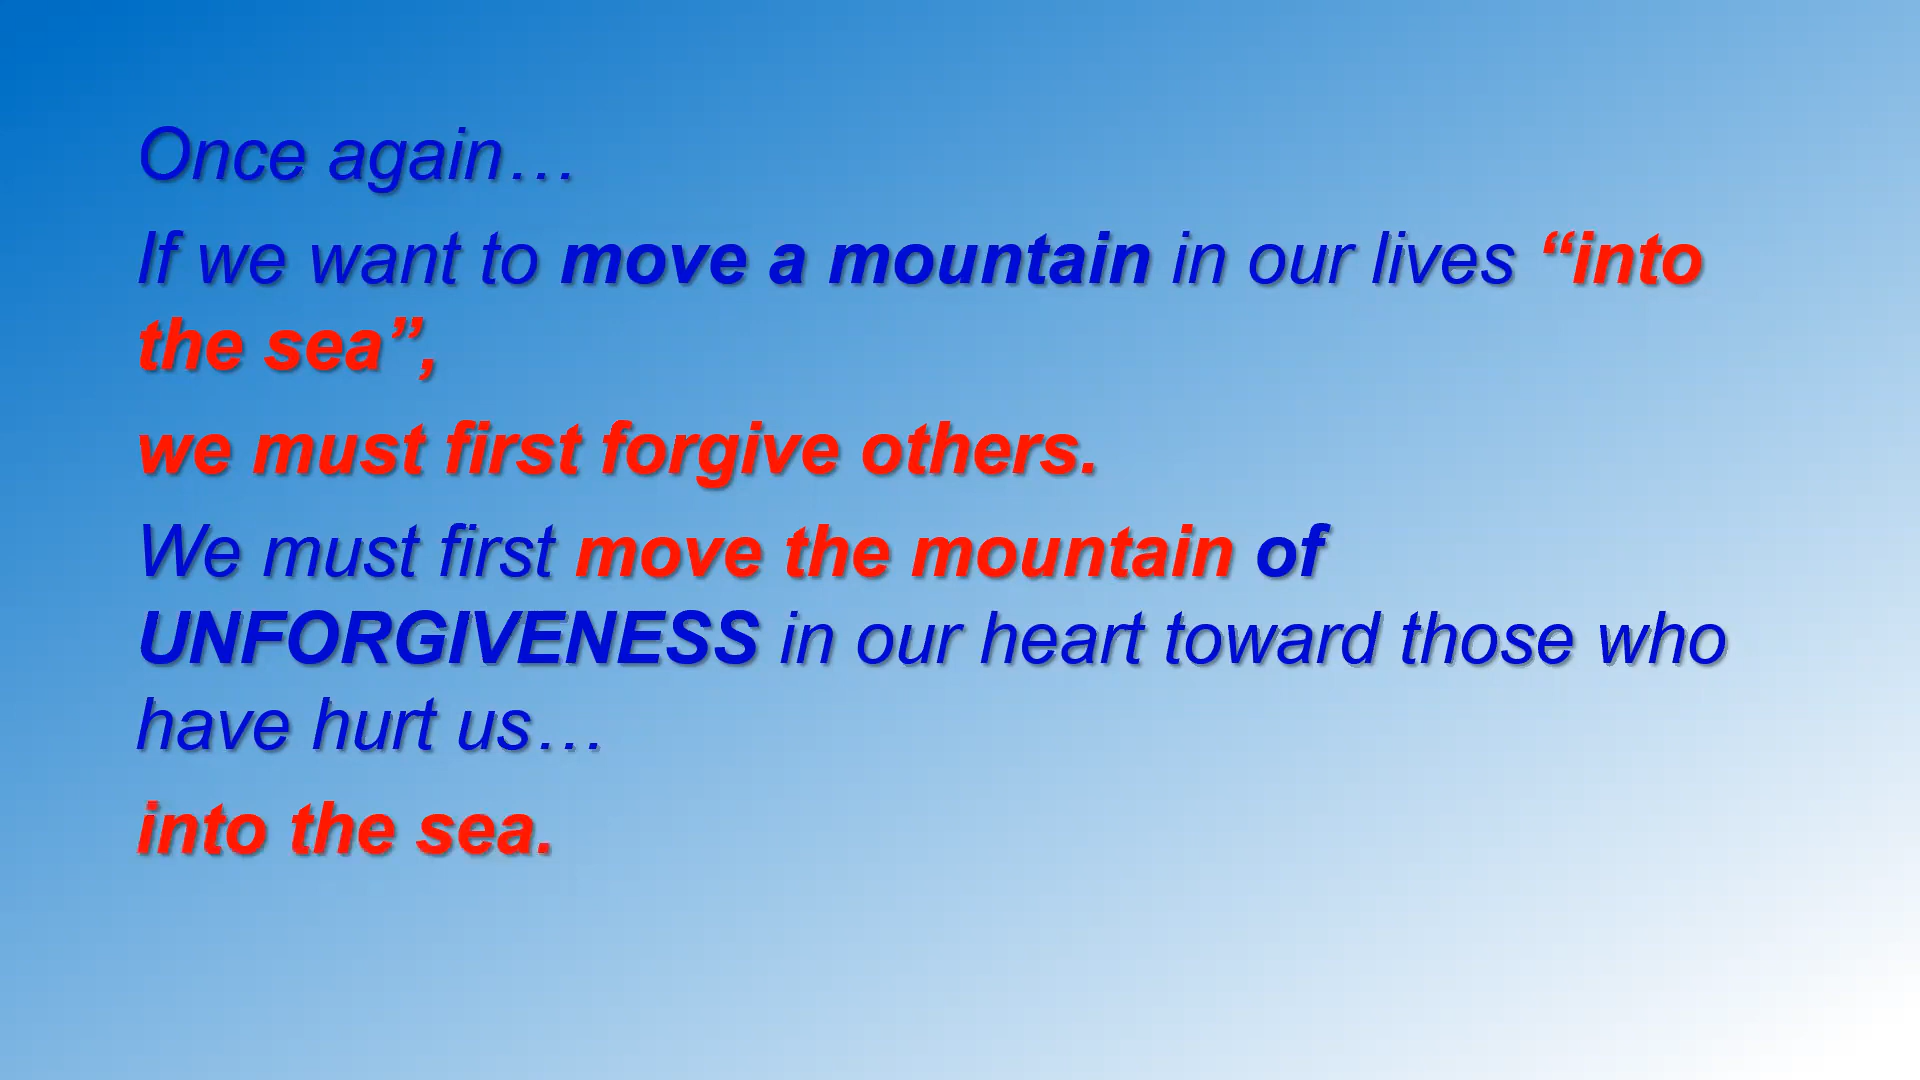 Once again…
If we want to move a mountain in our lives “into
the sea”,
we must first forgive others.
We must first move the mountain of
UNFORGIVENESS in our heart toward those who
have hurt us…
into the sea.